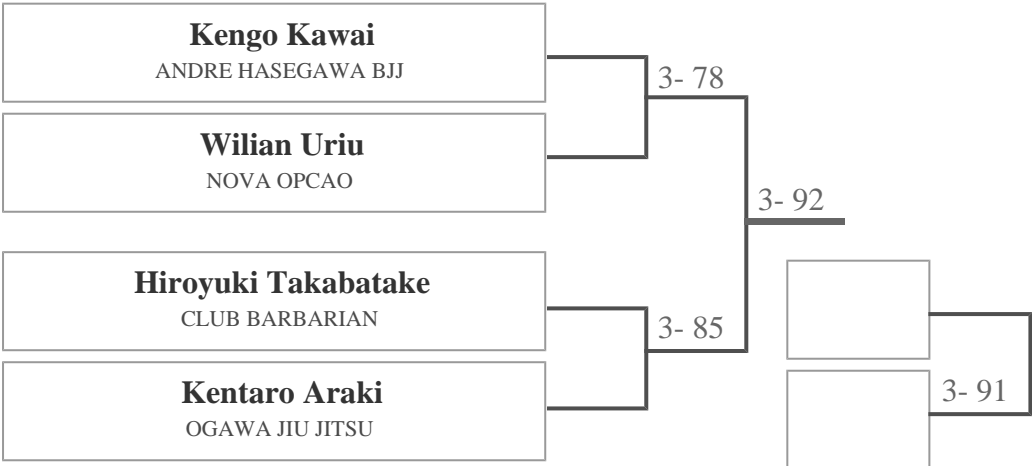 Kengo Kawai
ANDRE HASEGAWA BJJ
3- 78
Wilian Uriu
NOVA OPCAO
3- 92
Hiroyuki Takabatake
CLUB BARBARIAN
3- 85
Kentaro Araki
OGAWA JIU JITSU
3- 91